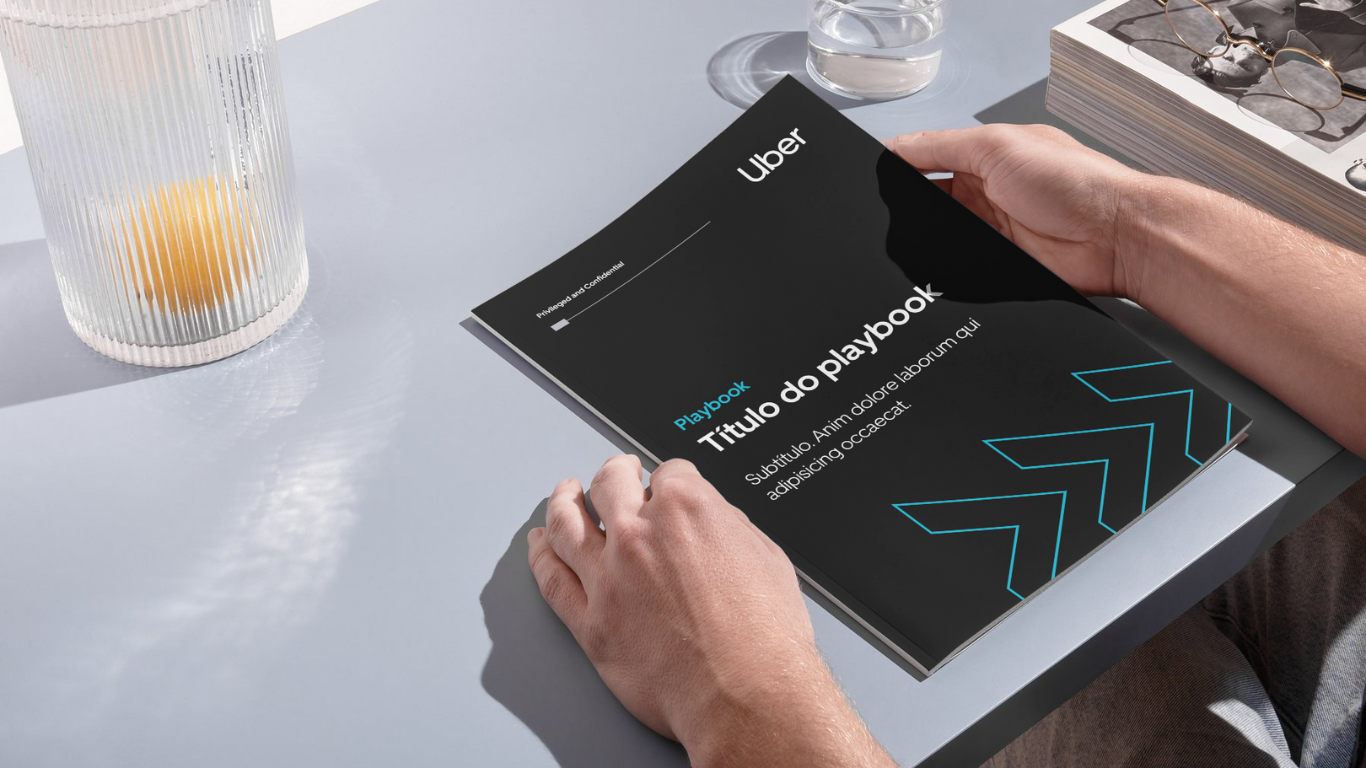 Uber
Privileged and Confidential
Playbook
Título do playbook
Subtítulo. Anim dolore laborum qui
adipisicing occaecat.